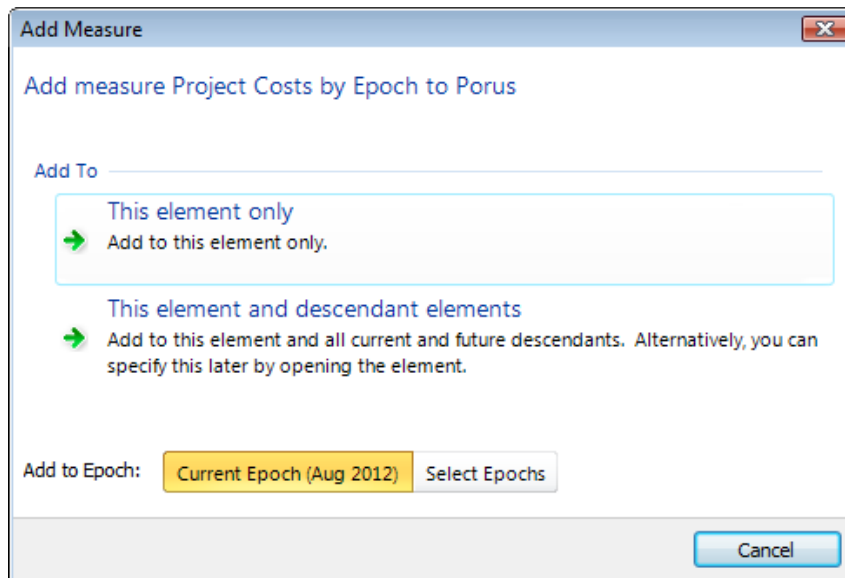 Add Measure
Add measure Project Costs by Epoch to Porus
Add To
This element only
Add to this element only.
This element and descendant elements
Add to this element and all current and future descendants.  Alternatively, you can
specify this later by opening the element.
Add to Epoch: Current Epoch (Aug 2012) Select Epochs
Cancel